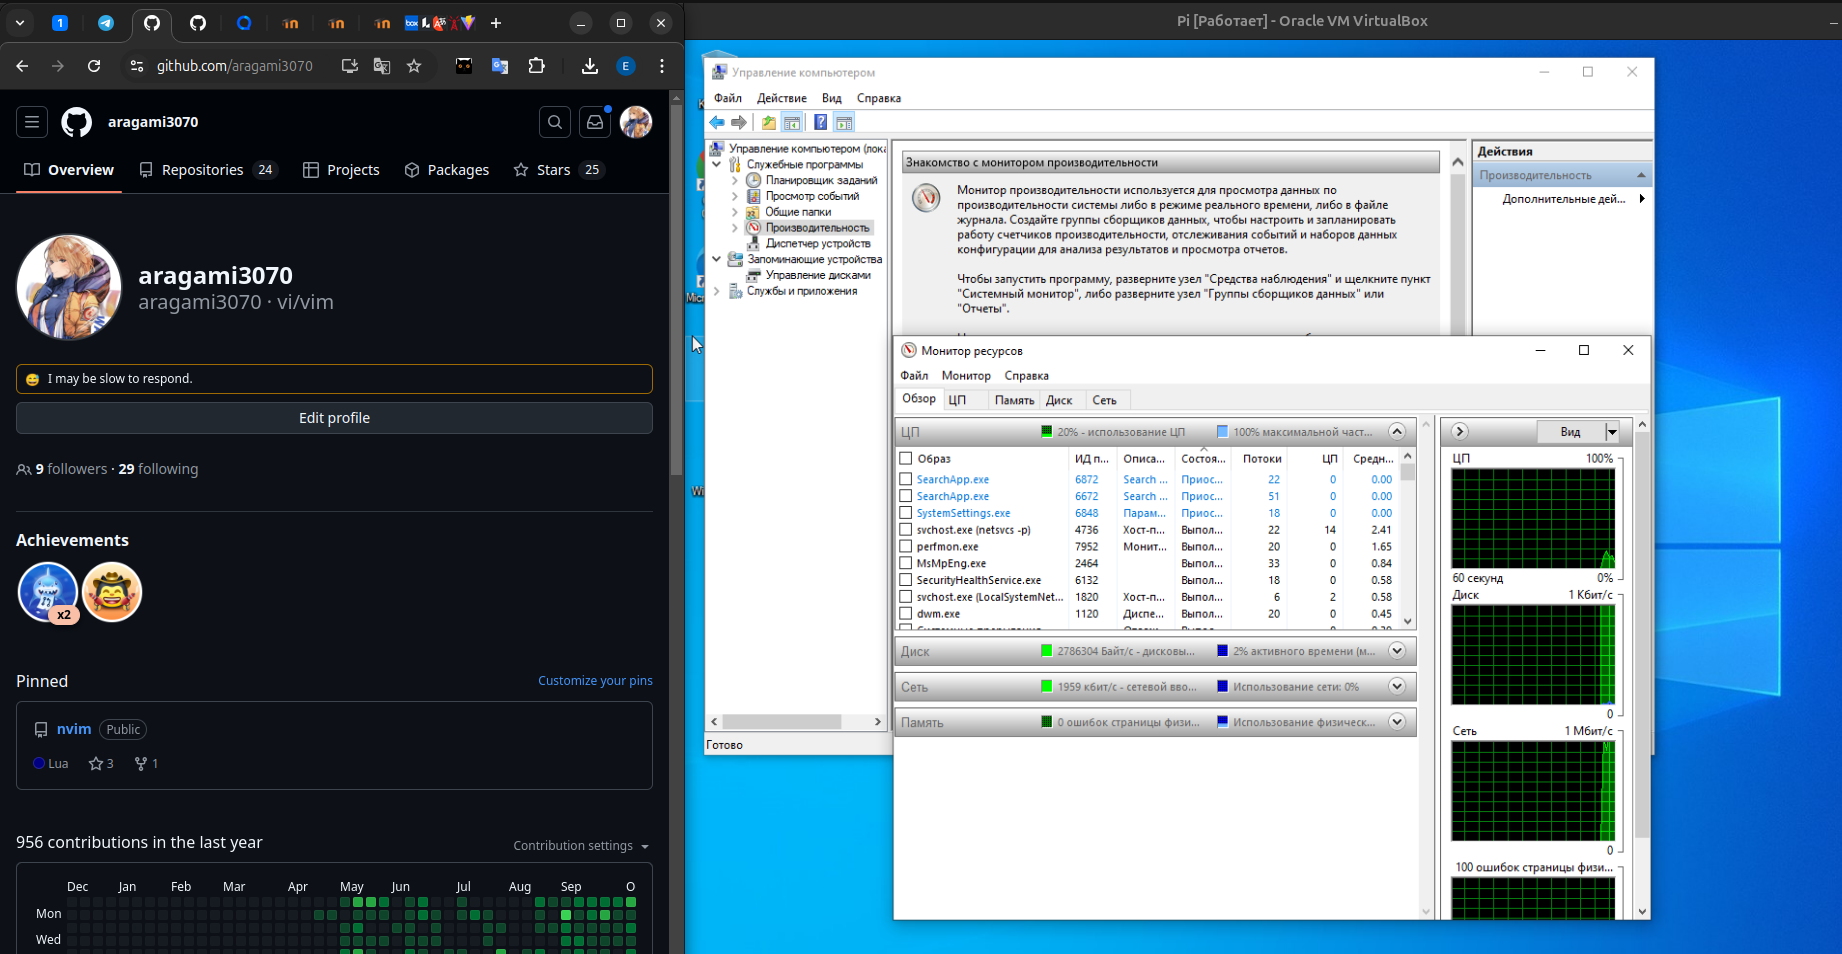 1
github.com/aragami3070
E
aragami3070
Overview
Repositories 24
Projects
Packages
Stars 25
aragami3070
aragami3070 · vi/vim
I may be slow to respond.
Edit profile
9 followers · 29 following
Achievements
x2
Pinned
Customize your pins
nvim Public
Lua 3 1
956 contributions in the last year
Contribution settings
Dec Jan Feb Mar Apr May Jun Jul Aug Sep O
Mon
Wed
Pi [Работает] - Oracle VM VirtualBox
Управление компьютером
Файл Действие Вид Справка
Управление компьютером (лока
Служебные программы
Планировщик заданий
Просмотр событий
Общие папки
Производительность
Диспетчер устройств
Запоминающие устройства
Управление дисками
Службы и приложения
Готово
Знакомство с монитором производительности
Монитор производительности используется для просмотра данных по
производительности системы либо в режиме реального времени, либо в файле
журнала. Создайте группы сборщиков данных, чтобы настроить и запланировать
работу счетчиков производительности, отслеживания событий и наборов данных
конфигурации для анализа результатов и просмотра отчетов.
Чтобы запустить программу, разверните узел "Средства наблюдения" и щелкните пункт
"Системный монитор", либо разверните узел "Группы сборщиков данных" или
"Отчеты".
Действия
Производительность
Дополнительные дей...
Монитор ресурсов
Файл Монитор Справка
Обзор ЦП Память Диск Сеть
ЦП 20% - использование ЦП 100% максимальной част...
Образ ИД п... Описа... Состоя... Потоки ЦП Средн...
SearchApp.exe 6872 Search ... Приос... 22 0 0.00
SearchApp.exe 6672 Search ... Приос... 51 0 0.00
SystemSettings.exe 6848 Парам... Приос... 18 0 0.00
svchost.exe (netsvcs -p) 4736 Хост-п... Выпол... 22 14 2.41
perfmon.exe 7952 Монит... Выпол... 20 0 1.65
MsMpEng.exe 2464 Выпол... 33 0 0.84
SecurityHealthService.exe 6132 Выпол... 18 0 0.58
svchost.exe (LocalSystemNet... 1820 Хост-п... Выпол... 6 2 0.58
dwm.exe 1120 Диспе... Выпол... 20 0 0.45
Диск 2786304 Байт/с - дисковы... 2% активного времени (м...
Сеть 1959 кбит/с - сетевой вво... Использование сети: 0%
Память 0 ошибок страницы физи... Использование физическ...
Вид
ЦП 100%
60 секунд 0%
Диск 1 Кбит/с
0
Сеть 1 Мбит/с
0
100 ошибок страницы физи...